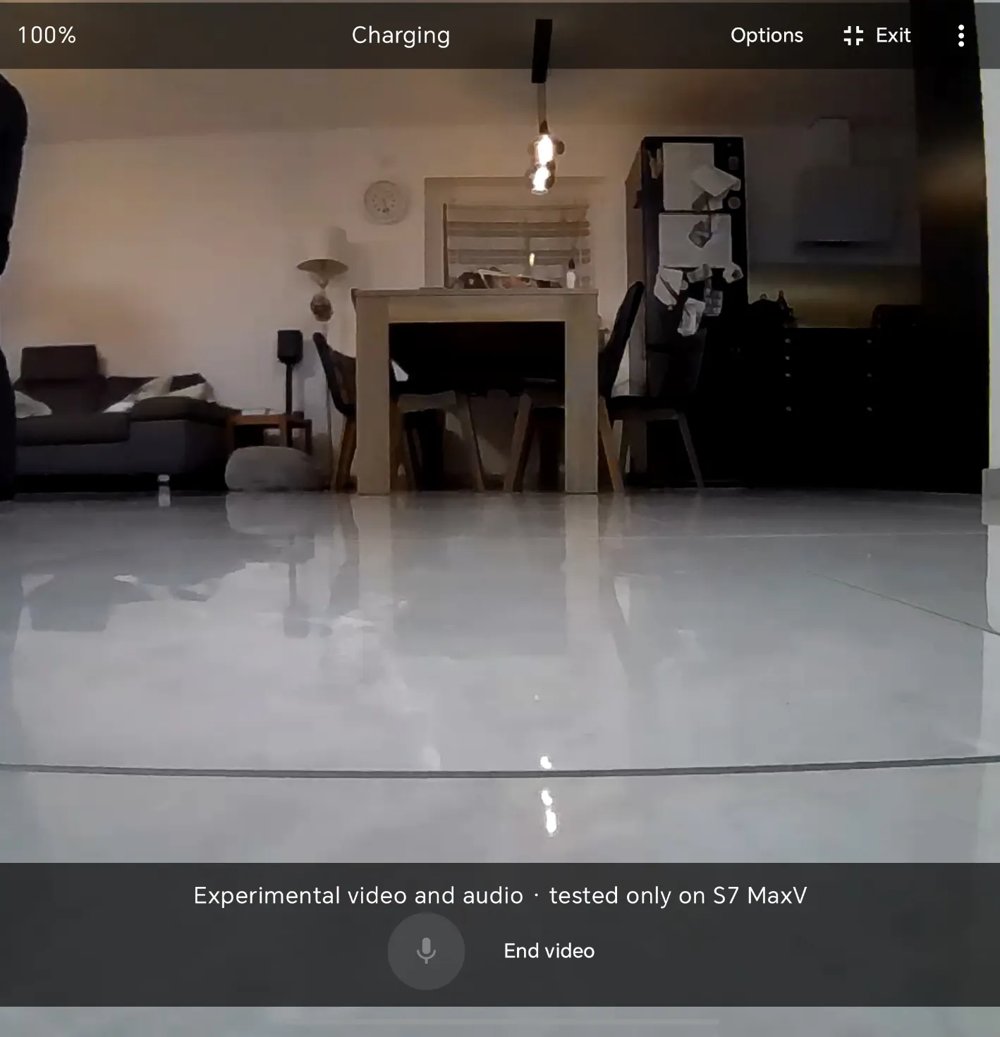 100%
Charging
Options
Exit
Experimental video and audio · tested only on S7 MaxV
End video